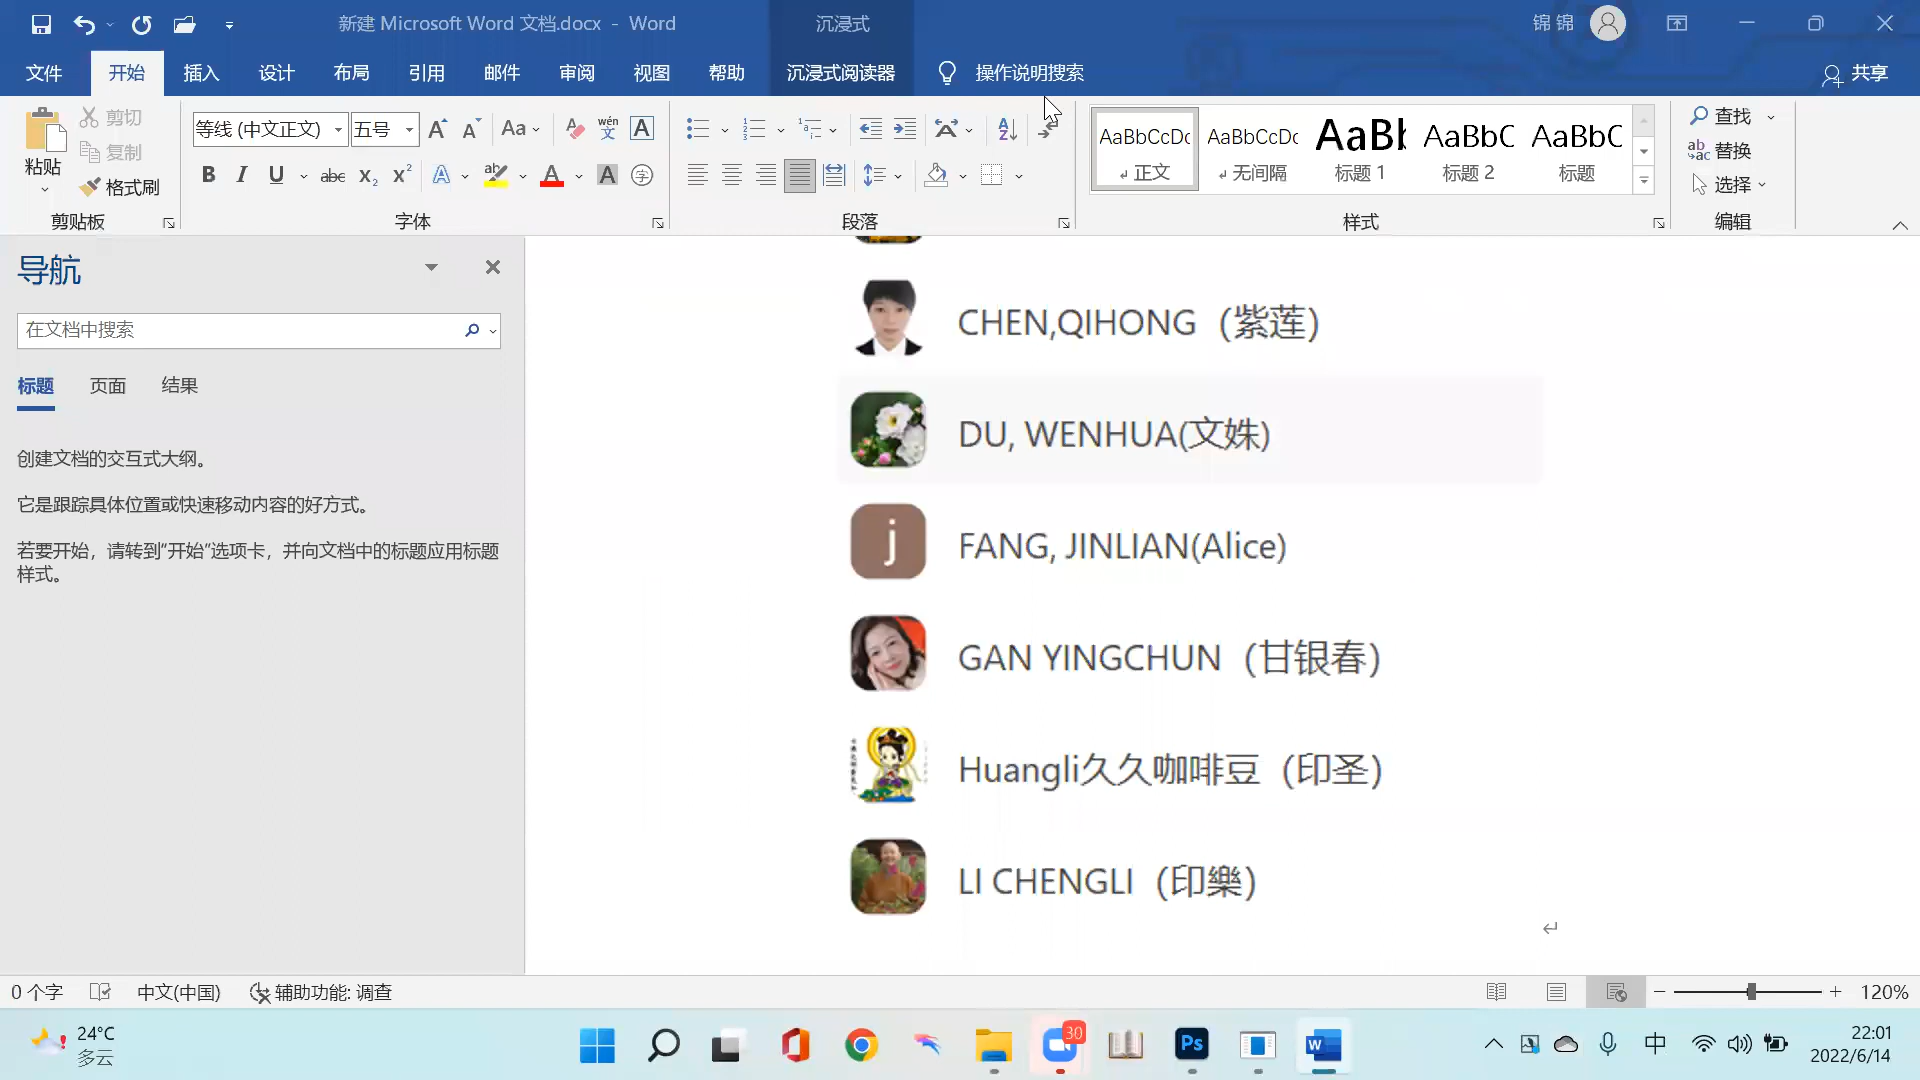 新建 Microsoft Word 文档.docx - Word
沉浸式
锦 锦
文件 开始 插入 设计 布局 引用 邮件 审阅 视图 帮助 沉浸式阅读器 操作说明搜索 共享
粘贴
剪切
复制
格式刷
剪贴板
等线 (中文正文) 五号
字体
段落
AaBbCcDc AaBbCcDc AaBl AaBbC AaBbC
正文 无间隔 标题 1 标题 2 标题
样式
查找
替换
选择
编辑
导航
在文档中搜索
标题 页面 结果
创建文档的交互式大纲。
它是跟踪具体位置或快速移动内容的好方式。
若要开始，请转到"开始"选项卡，并向文档中的标题应用标题
样式。
CHEN,QIHONG（紫莲）
DU, WENHUA(文姝)
j
FANG, JINLIAN(Alice)
GAN YINGCHUN（甘银春）
Huangli久久咖啡豆（印圣）
LI CHENGLI（印樂）
0 个字 中文(中国) 辅助功能: 调查 120%
24°C
多云
30
Ps
中
22:01
2022/6/14